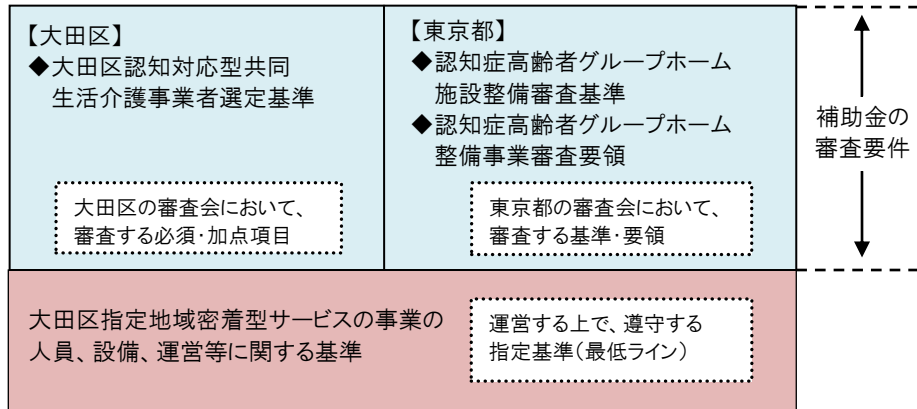 【大田区】
◆大田区認知対応型共同
生活介護事業者選定基準
大田区の審査会において、
審査する必須・加点項目
【東京都】
◆認知症高齢者グループホーム
施設整備審査基準
◆認知症高齢者グループホーム
整備事業審査要領
東京都の審査会において、
審査する基準・要領
補助金の
審査要件
大田区指定地域密着型サービスの事業の
人員、設備、運営等に関する基準
運営する上で、遵守する
指定基準（最低ライン）